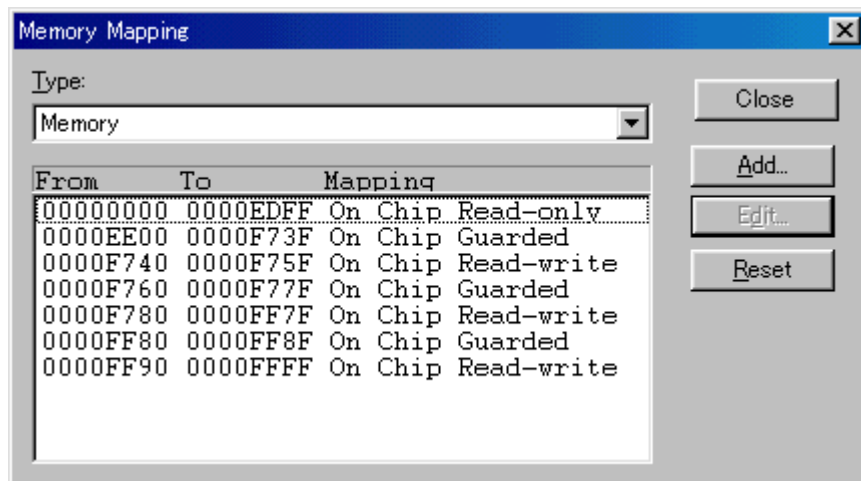 Memory Mapping
Type:
Memory
Close
Add...
Edit...
Reset
From To Mapping
00000000 0000EDFF On Chip Read-only
0000EE00 0000F73F On Chip Guarded
0000F740 0000F75F On Chip Read-write
0000F760 0000F77F On Chip Guarded
0000F780 0000FF7F On Chip Read-write
0000FF80 0000FF8F On Chip Guarded
0000FF90 0000FFFF On Chip Read-write